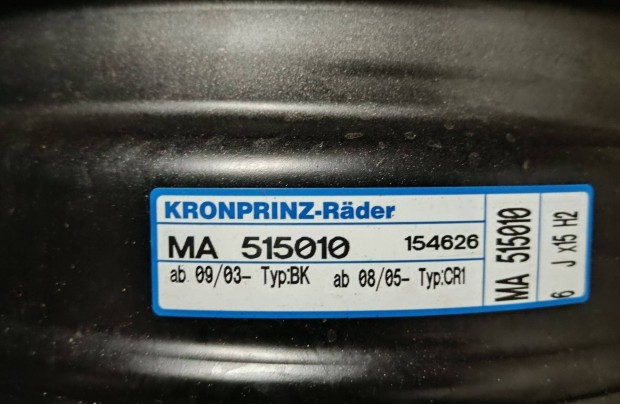 KRONPRINZ-Räder
MA 515010 154626
ab 09/03- Typ:BK ab 08/05- Typ:CR1
MA 515010
6 J x15 H2